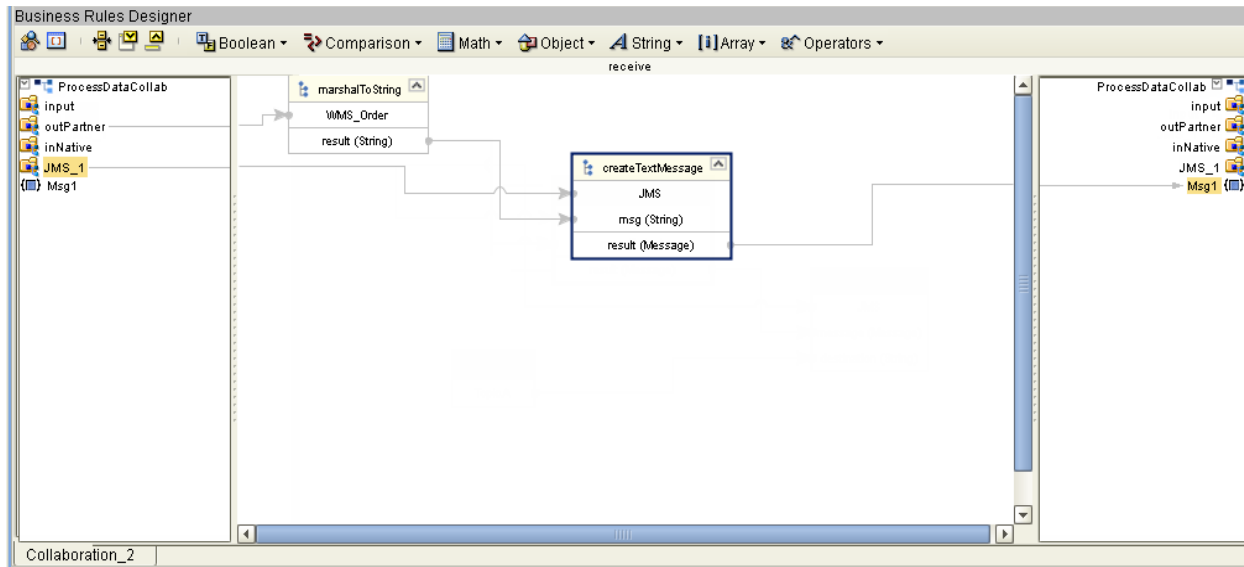 Business Rules Designer
Boolean Comparison Math Object String Array Operators
receive
ProcessDataCollab
input
outPartner
inNative
JMS_1
Msg1
marshalToString
WMS_Order
result (String)
createTextMessage
JMS
msg (String)
result (Message)
ProcessDataCollab
input
outPartner
inNative
JMS_1
Msg1
Collaboration_2